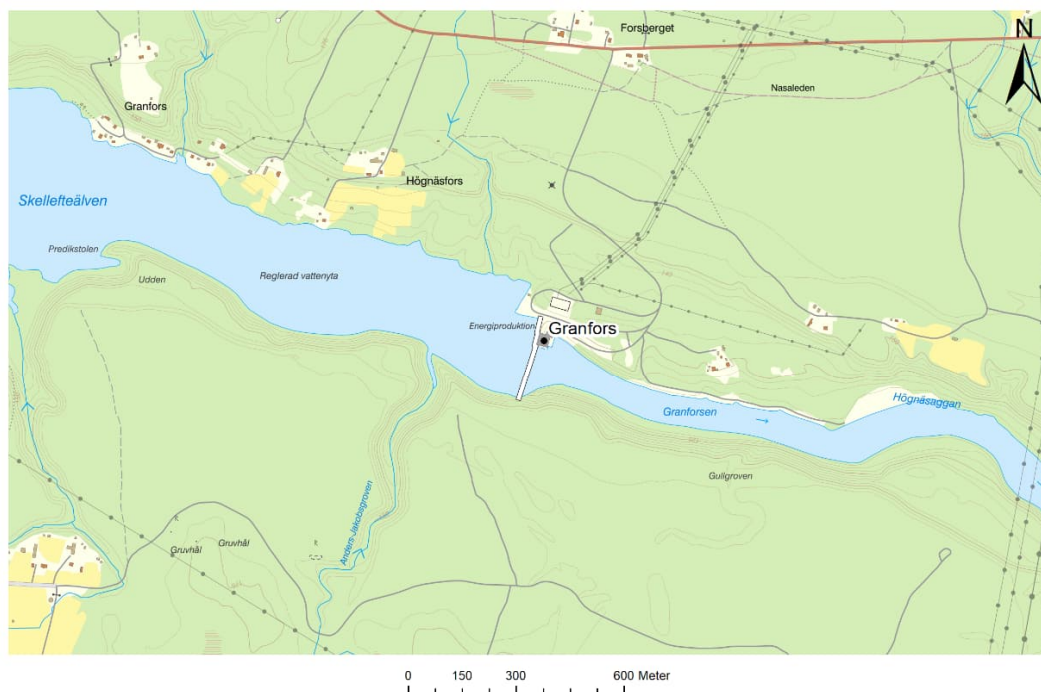 Forsberget
N
Nasaleden
Granfors
Högnäsfors
Skellefteälven
Predikstolen
Udden
Reglerad vattenyta
Energiproduktion
Granfors
Högnäsaggan
Granforsen
Gullgroven
Anders-Jakobsgroven
Gruvhål
Gruvhål
0 150 300 600 Meter